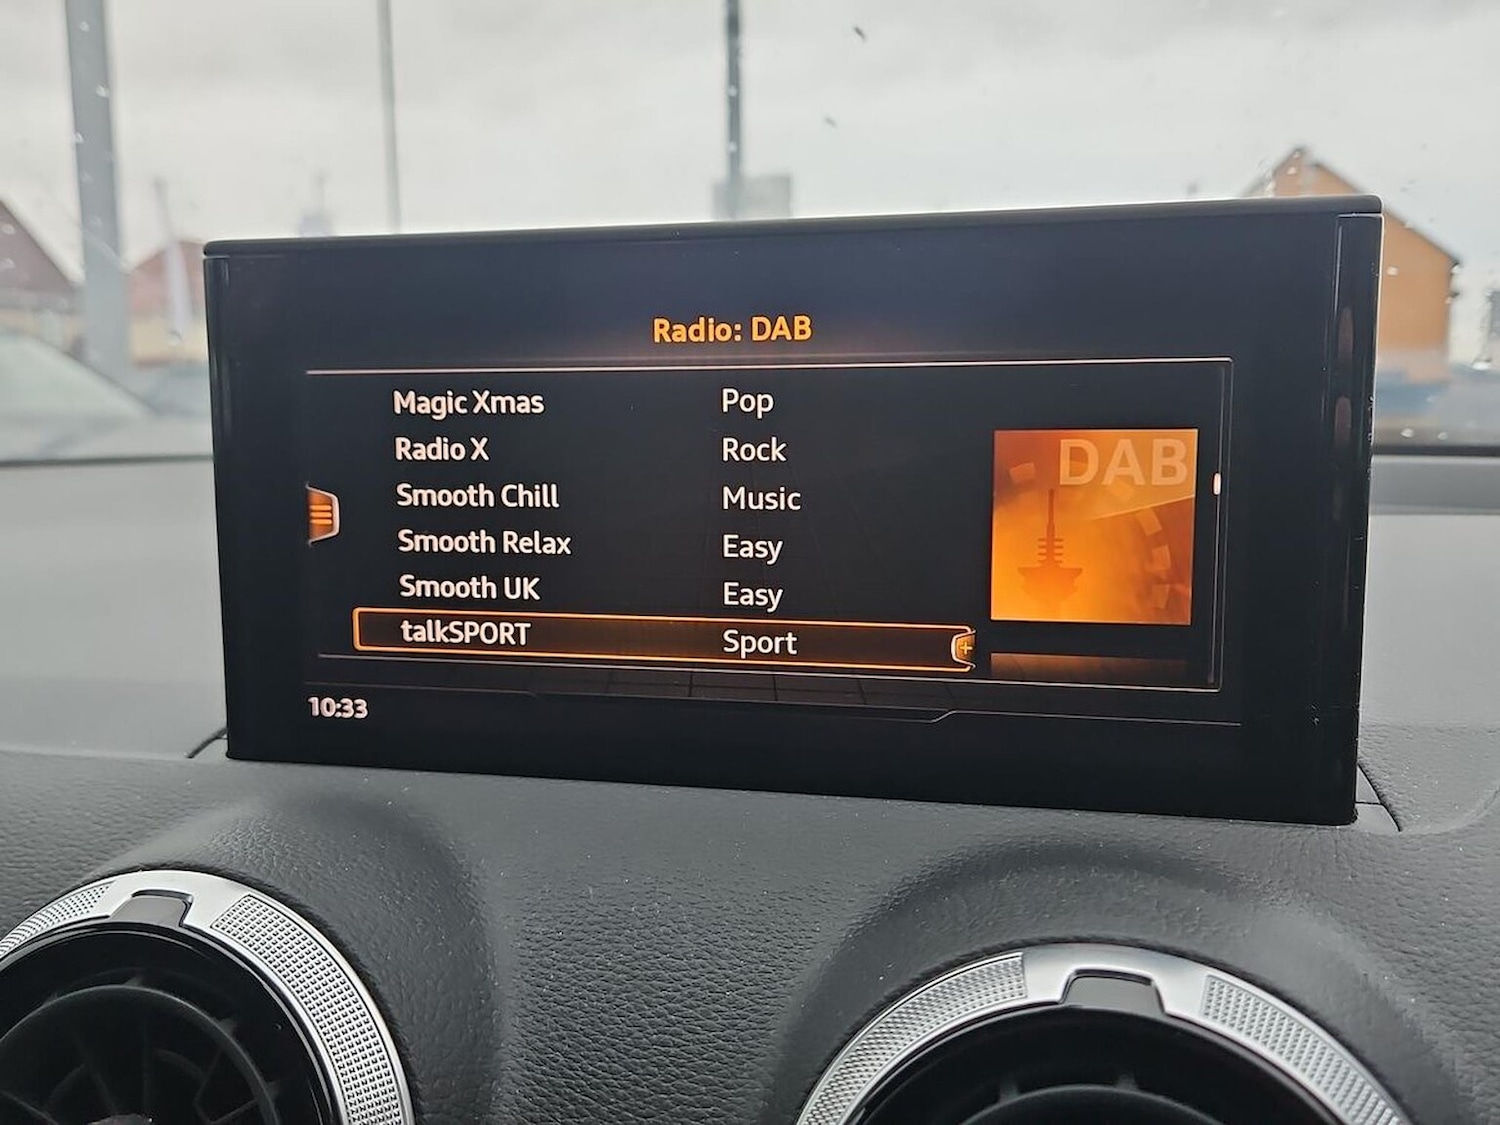 Radio: DAB
Magic Xmas Pop
Radio X Rock
Smooth Chill Music
Smooth Relax Easy
Smooth UK Easy
talkSPORT Sport
DAB
10:33